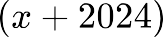 (x + 2024)